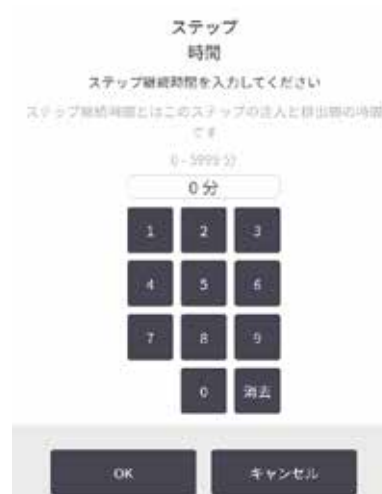 ステップ
時間
ステップ継続時間を入力してください
ステップ継続時間とはこのステップの注入と排出間の時間
です
0 - 5999 分
0 分
1 2 3
4 5 6
7 8 9
0 消去
OK キャンセル